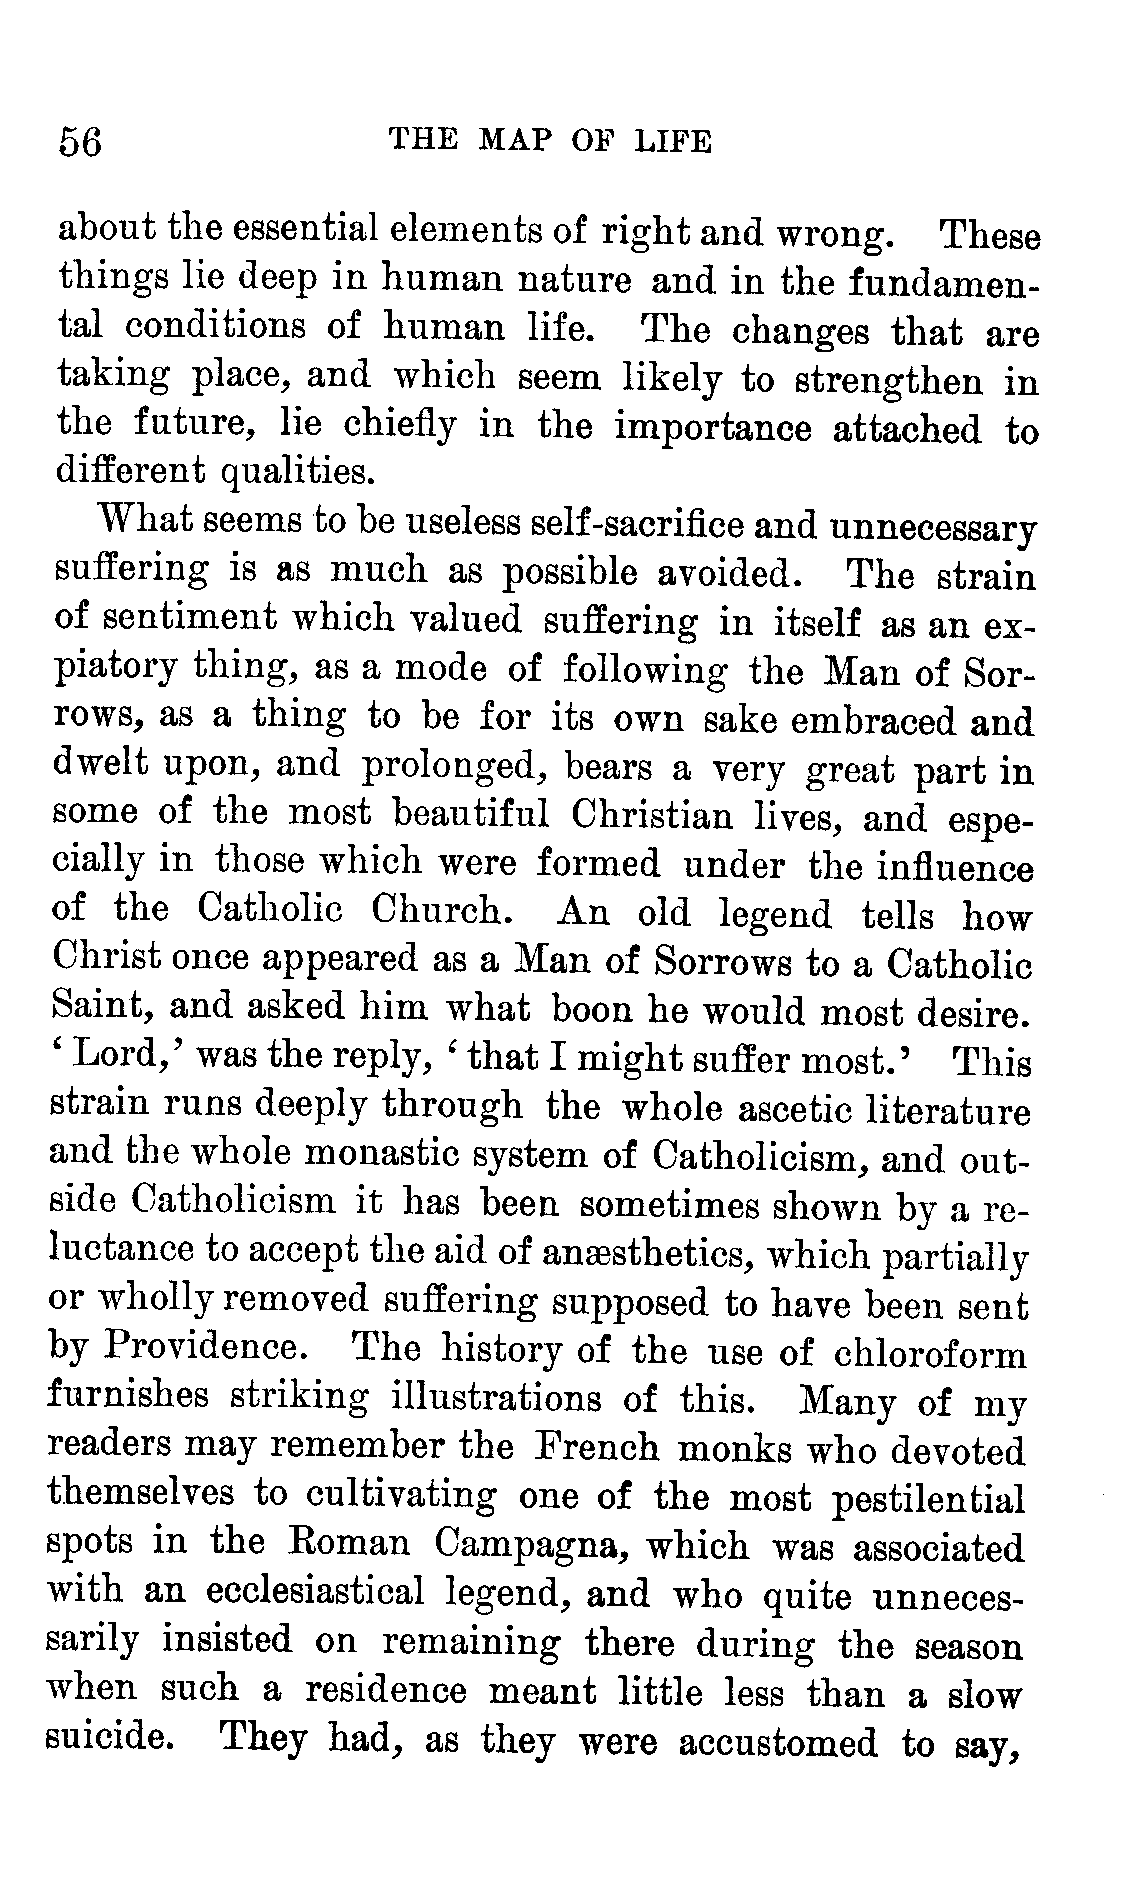 56 THE MAP OF LIFE
about the essential elements of right and wrong. These
things lie deep in human nature and in the fundamen-
tal conditions of human life. The changes that are
taking place, and which seem likely to strengthen in
the future, lie chiefly in the importance attached to
different qualities.
What seems to be useless self-sacrifice and unnecessary
suffering is as much as possible avoided. The strain
of sentiment which valued suffering in itself as an ex-
piatory thing, as a mode of following the Man of Sor-
rows, as a thing to be for its own sake embraced and
dwelt upon, and prolonged, bears a very great part in
some of the most beautiful Christian lives, and espe-
cially in those which were formed under the influence
of the Catholic Church. An old legend tells how
Christ once appeared as a Man of Sorrows to a Catholic
Saint, and asked him what boon he would most desire.
‘Lord,’ was the reply, ‘that I might suffer most.’ This
strain runs deeply through the whole ascetic literature
and the whole monastic system of Catholicism, and out-
side Catholicism it has been sometimes shown by a re-
luctance to accept the aid of anæsthetics, which partially
or wholly removed suffering supposed to have been sent
by Providence. The history of the use of chloroform
furnishes striking illustrations of this. Many of my
readers may remember the French monks who devoted
themselves to cultivating one of the most pestilential
spots in the Roman Campagna, which was associated
with an ecclesiastical legend, and who quite unneces-
sarily insisted on remaining there during the season
when such a residence meant little less than a slow
suicide. They had, as they were accustomed to say,